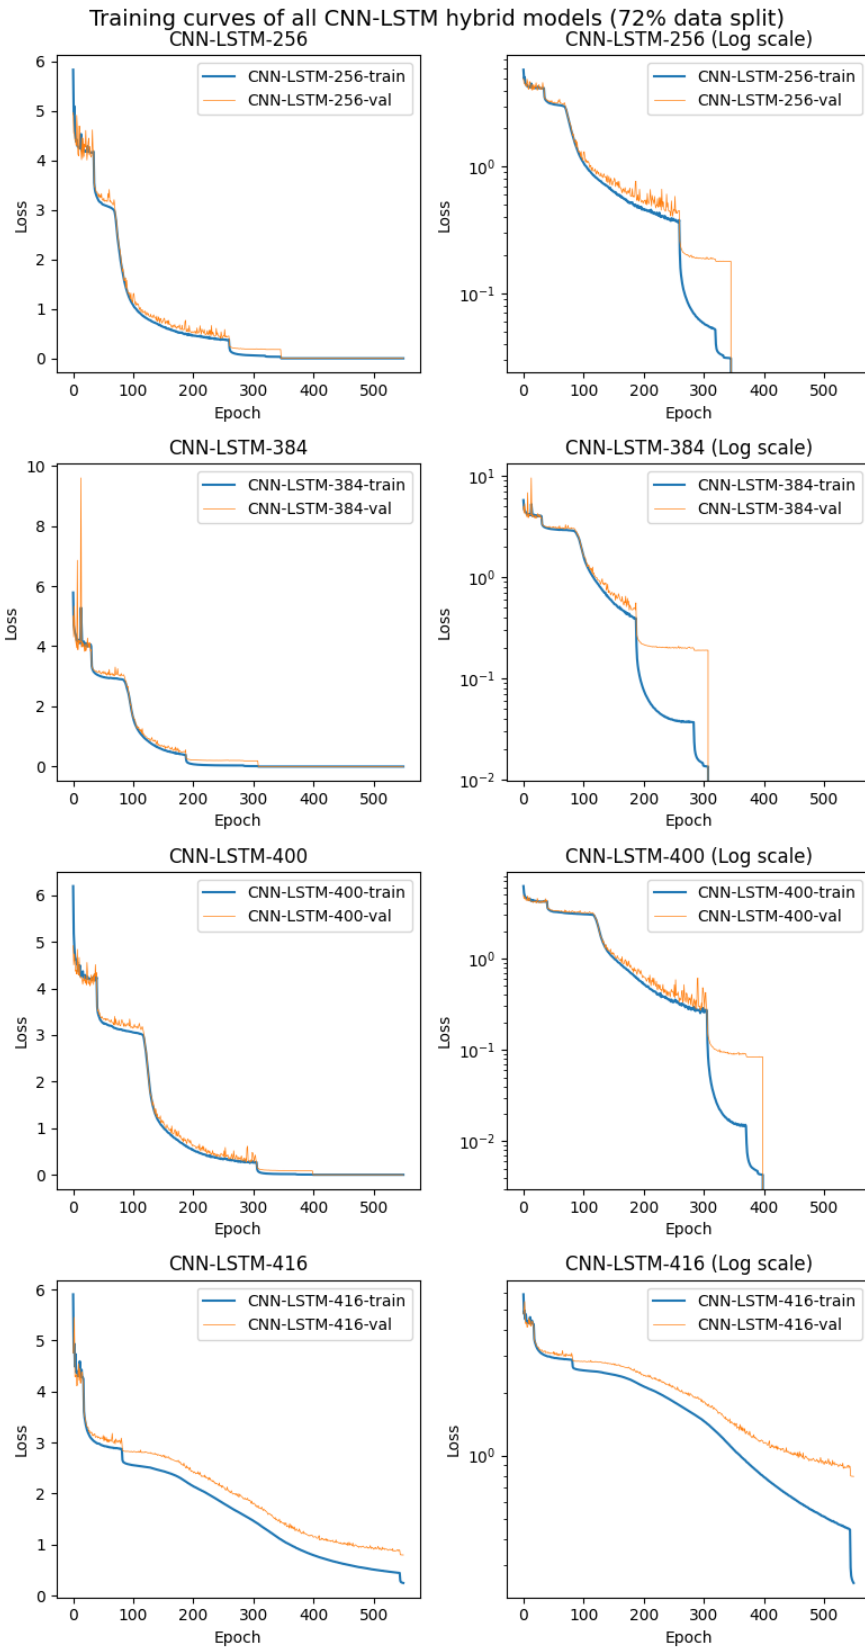 Training curves of all CNN-LSTM hybrid models (72% data split)
CNN-LSTM-256
CNN-LSTM-256-train
CNN-LSTM-256-val
Loss
6
5
4
3
2
1
0
0 100 200 300 400 500
Epoch
CNN-LSTM-256 (Log scale)
CNN-LSTM-256-train
CNN-LSTM-256-val
Loss
10⁰
10⁻¹
0 100 200 300 400 500
Epoch
CNN-LSTM-384
CNN-LSTM-384-train
CNN-LSTM-384-val
Loss
10
8
6
4
2
0
0 100 200 300 400 500
Epoch
CNN-LSTM-384 (Log scale)
CNN-LSTM-384-train
CNN-LSTM-384-val
Loss
10¹
10⁰
10⁻¹
10⁻²
0 100 200 300 400 500
Epoch
CNN-LSTM-400
CNN-LSTM-400-train
CNN-LSTM-400-val
Loss
6
5
4
3
2
1
0
0 100 200 300 400 500
Epoch
CNN-LSTM-400 (Log scale)
CNN-LSTM-400-train
CNN-LSTM-400-val
Loss
10⁰
10⁻¹
10⁻²
0 100 200 300 400 500
Epoch
CNN-LSTM-416
CNN-LSTM-416-train
CNN-LSTM-416-val
Loss
6
5
4
3
2
1
0
0 100 200 300 400 500
Epoch
CNN-LSTM-416 (Log scale)
CNN-LSTM-416-train
CNN-LSTM-416-val
Loss
10⁰
0 100 200 300 400 500
Epoch